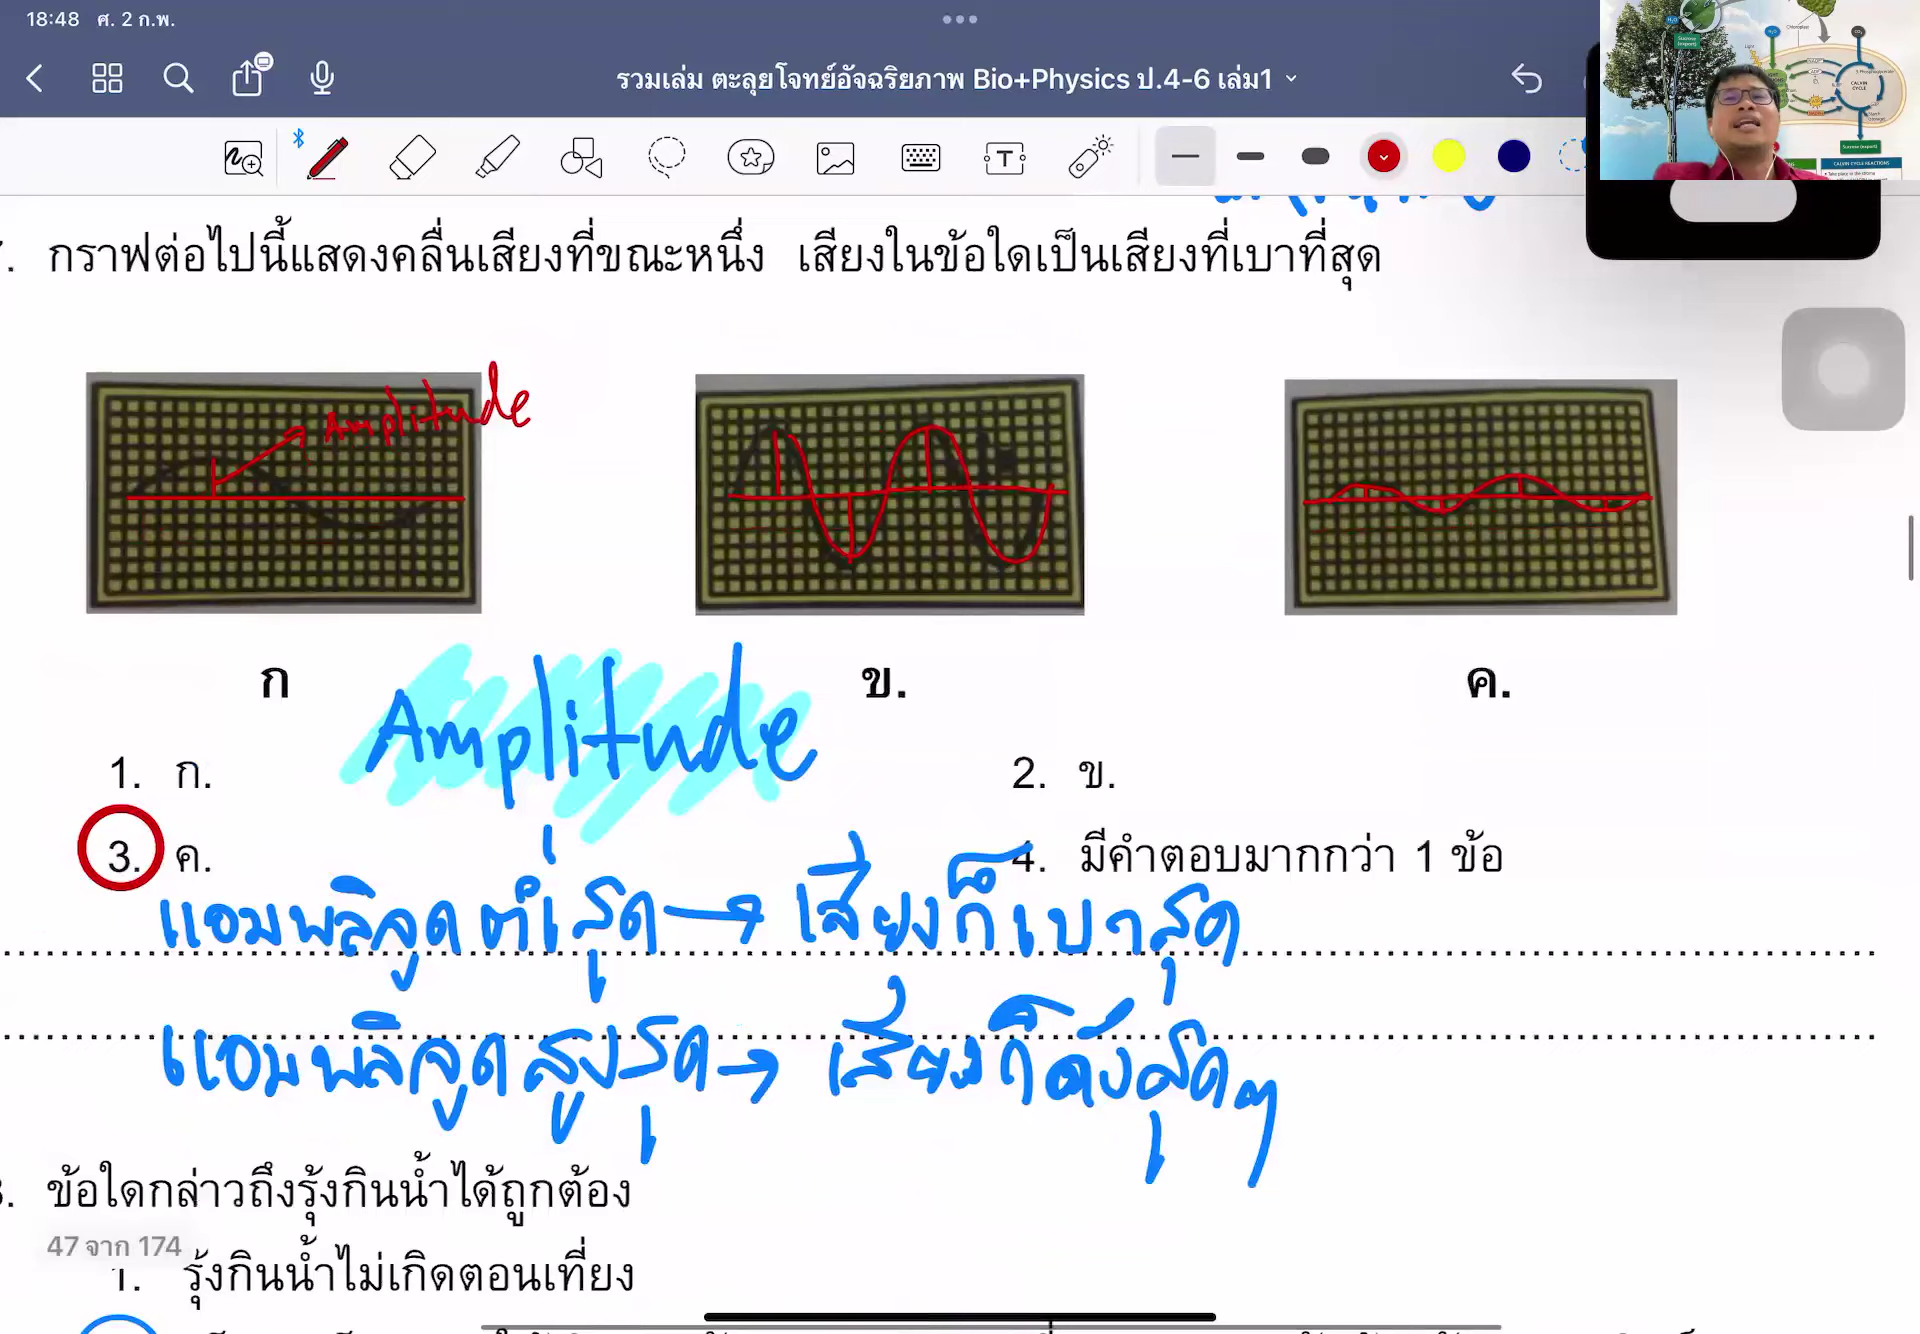 18:48 ศ. 2 ก.พ.
รวมเล่ม ตะลุยโจทย์อัจฉริยภาพ Bio+Physics ป.4-6 เล่ม1
กราฟต่อไปนี้แสดงคลื่นเสียงที่ขณะหนึ่ง เสียงในข้อใดเป็นเสียงที่เบาที่สุด
Amplitude
ก ข. ค.
Amplitude
1. ก. 2. ข.
3. ค. 4. มีคำตอบมากกว่า 1 ข้อ
แอมพลิจูดต่ำสุด → เสียงก็เบาสุด
แอมพลิจูดสูงสุด → เสียงก็ดังสุดๆ
ข้อใดกล่าวถึงรุ้งกินน้ำได้ถูกต้อง
47 จาก 174
1. รุ้งกินน้ำไม่เกิดตอนเที่ยง